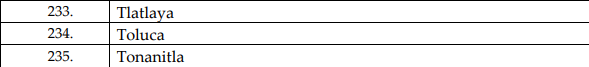 233. Tlatlaya
234. Toluca
235. Tonanitla